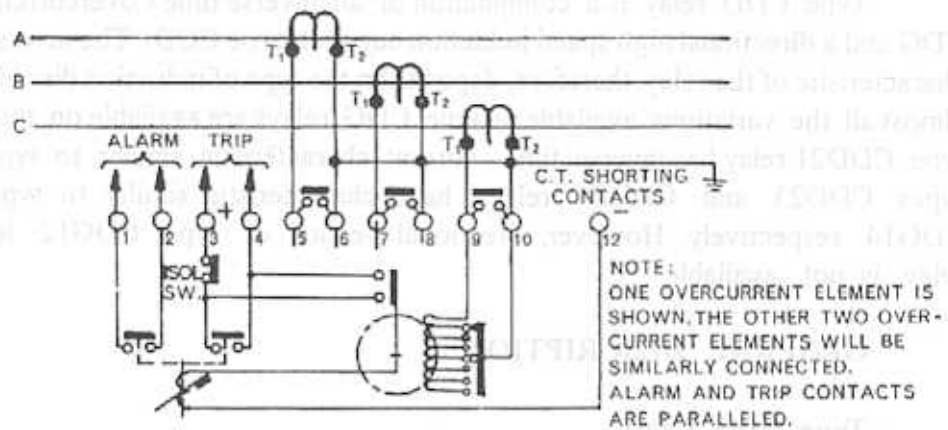 A
T₁ T₂
B
T₁ T₂
C
T₁ T₂
ALARM TRIP
C.T. SHORTING
CONTACTS
+ −
1 2 3 4 5 6 7 8 9 10 12
ISOL
SW.
NOTE:
ONE OVERCURRENT ELEMENT IS
SHOWN, THE OTHER TWO OVER-
CURRENT ELEMENTS WILL BE
SIMILARLY CONNECTED.
ALARM AND TRIP CONTACTS
ARE PARALLELED.